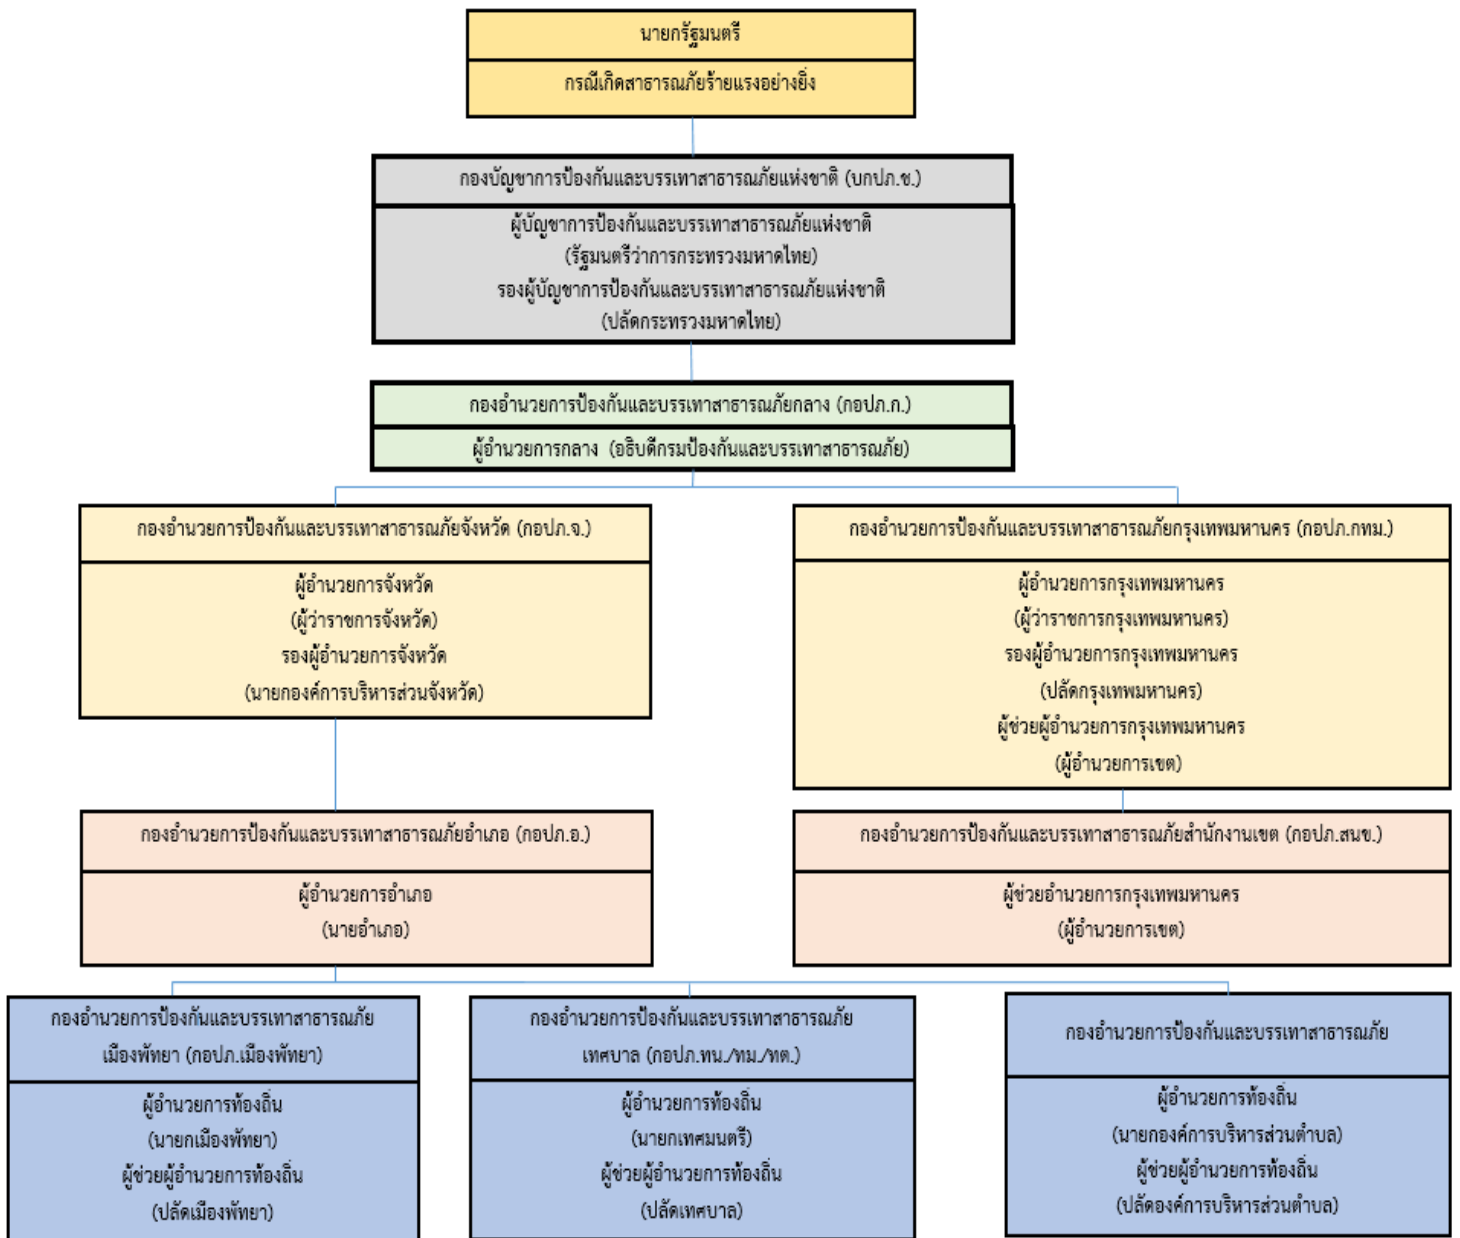 นายกรัฐมนตรี
กรณีเกิดสาธารณภัยร้ายแรงอย่างยิ่ง
กองบัญชาการป้องกันและบรรเทาสาธารณภัยแห่งชาติ (บกปภ.ช.)
ผู้บัญชาการป้องกันและบรรเทาสาธารณภัยแห่งชาติ
(รัฐมนตรีว่าการกระทรวงมหาดไทย)
รองผู้บัญชาการป้องกันและบรรเทาสาธารณภัยแห่งชาติ
(ปลัดกระทรวงมหาดไทย)
กองอำนวยการป้องกันและบรรเทาสาธารณภัยกลาง (กอปภ.ก.)
ผู้อำนวยการกลาง (อธิบดีกรมป้องกันและบรรเทาสาธารณภัย)
กองอำนวยการป้องกันและบรรเทาสาธารณภัยจังหวัด (กอปภ.จ.)
ผู้อำนวยการจังหวัด
(ผู้ว่าราชการจังหวัด)
รองผู้อำนวยการจังหวัด
(นายกองค์การบริหารส่วนจังหวัด)
กองอำนวยการป้องกันและบรรเทาสาธารณภัยกรุงเทพมหานคร (กอปภ.กทม.)
ผู้อำนวยการกรุงเทพมหานคร
(ผู้ว่าราชการกรุงเทพมหานคร)
รองผู้อำนวยการกรุงเทพมหานคร
(ปลัดกรุงเทพมหานคร)
ผู้ช่วยผู้อำนวยการกรุงเทพมหานคร
(ผู้อำนวยการเขต)
กองอำนวยการป้องกันและบรรเทาสาธารณภัยอำเภอ (กอปภ.อ.)
ผู้อำนวยการอำเภอ
(นายอำเภอ)
กองอำนวยการป้องกันและบรรเทาสาธารณภัยสำนักงานเขต (กอปภ.สนข.)
ผู้ช่วยอำนวยการกรุงเทพมหานคร
(ผู้อำนวยการเขต)
กองอำนวยการป้องกันและบรรเทาสาธารณภัย
เมืองพัทยา (กอปภ.เมืองพัทยา)
ผู้อำนวยการท้องถิ่น
(นายกเมืองพัทยา)
ผู้ช่วยผู้อำนวยการท้องถิ่น
(ปลัดเมืองพัทยา)
กองอำนวยการป้องกันและบรรเทาสาธารณภัย
เทศบาล (กอปภ.ทน./ทม./ทต.)
ผู้อำนวยการท้องถิ่น
(นายกเทศมนตรี)
ผู้ช่วยผู้อำนวยการท้องถิ่น
(ปลัดเทศบาล)
กองอำนวยการป้องกันและบรรเทาสาธารณภัย
ผู้อำนวยการท้องถิ่น
(นายกองค์การบริหารส่วนตำบล)
ผู้ช่วยผู้อำนวยการท้องถิ่น
(ปลัดองค์การบริหารส่วนตำบล)